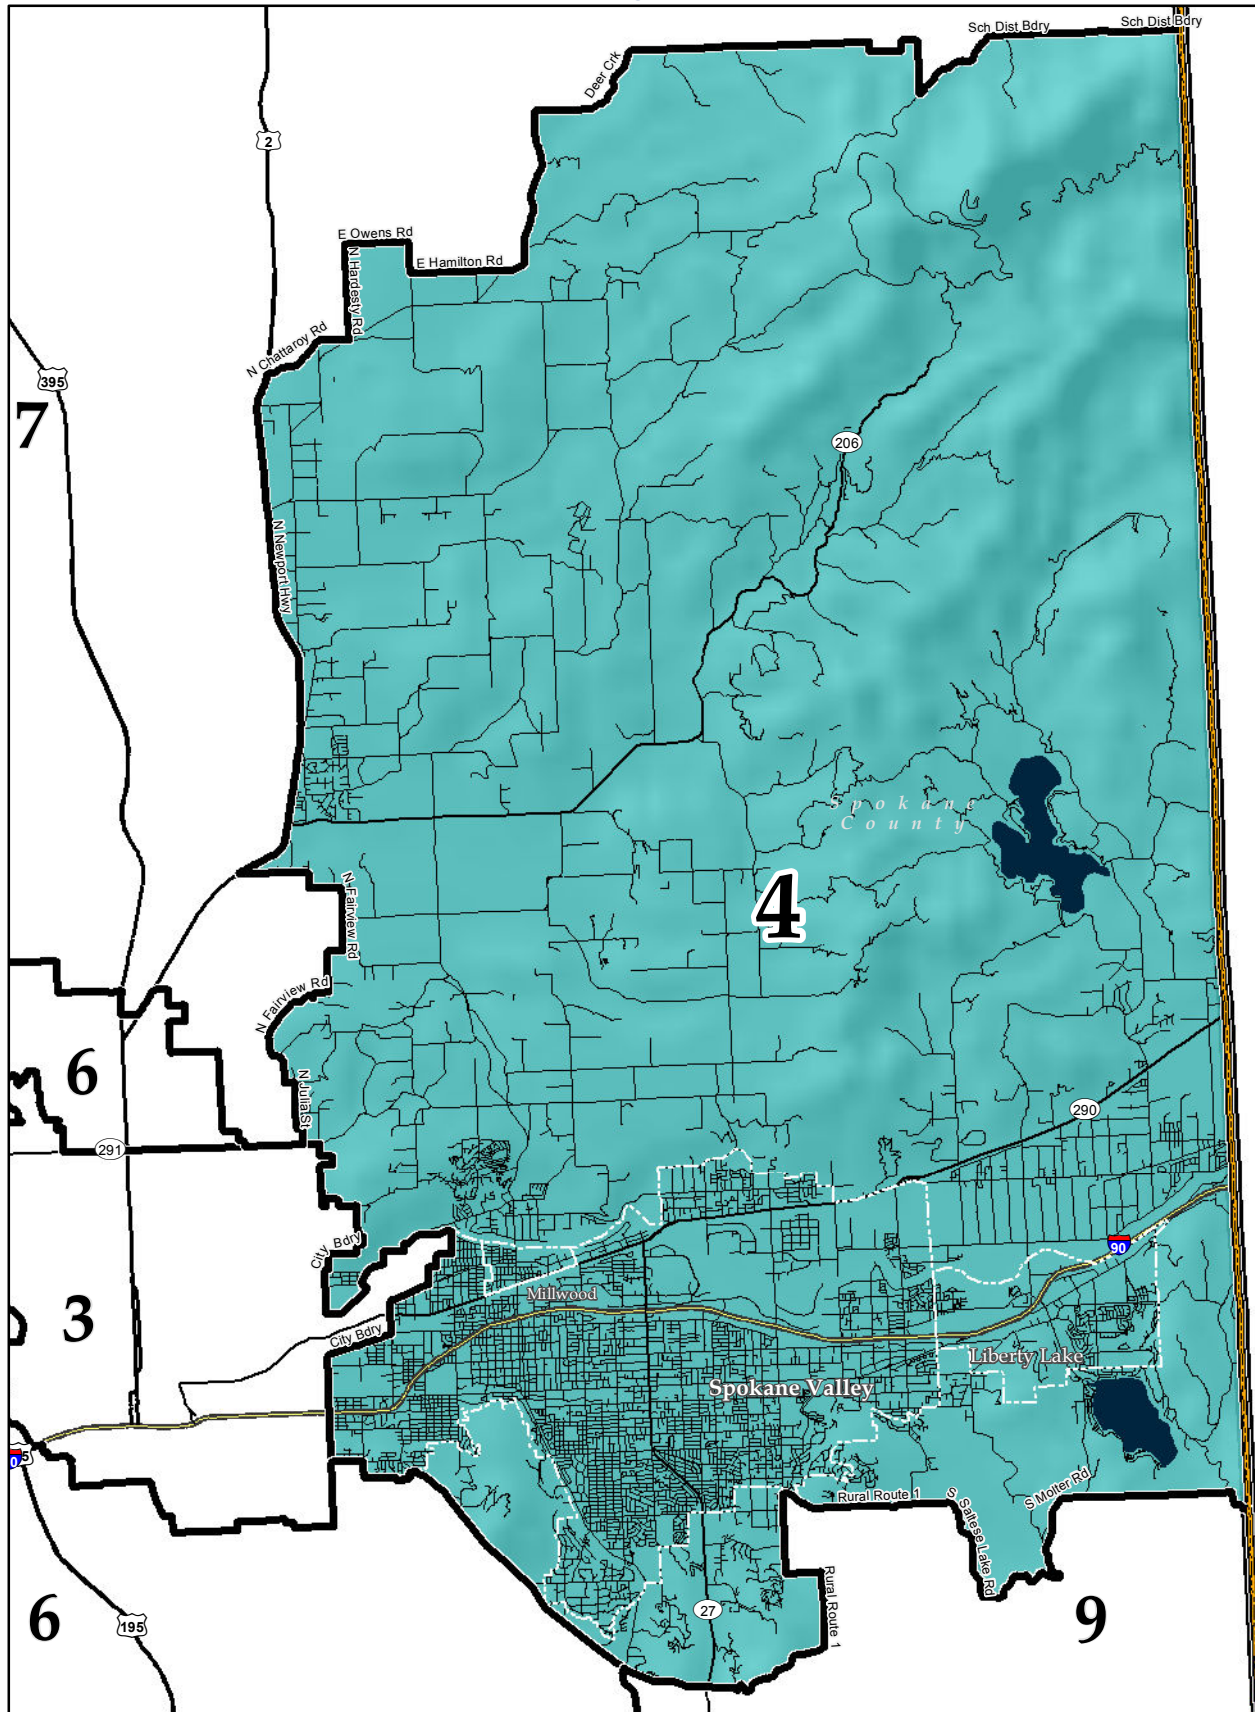 Sch Dist Bdry
Sch Dist Bdry
Deer Crk
2
E Owens Rd
N Hardesty Rd
E Hamilton Rd
N Chattaroy Rd
395
7
206
N Newport Hwy
Spokane
County
4
N Fairview Rd
N Fairview Rd
6
N Julia St
290
291
City Bdry
90
3
Millwood
City Bdry
Liberty Lake
Spokane Valley
S Molter Rd
Rural Route 1
S Saltese Lake Rd
Rural Route 1
6
195
27
9